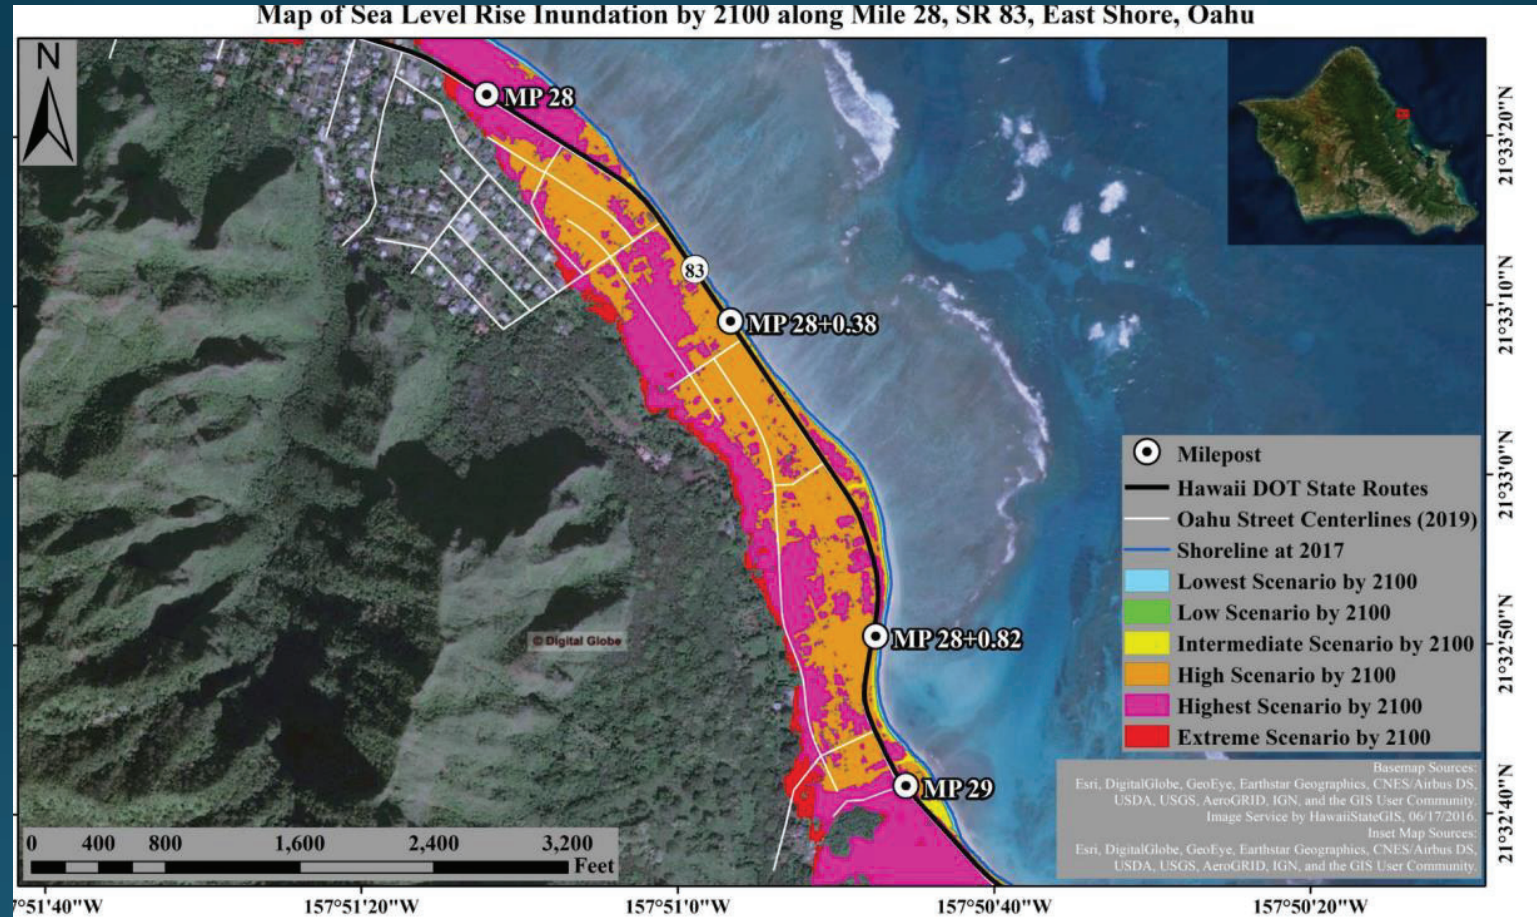 Map of Sea Level Rise Inundation by 2100 along Mile 28, SR 83, East Shore, Oahu
N
MP 28
83
MP 28+0.38
MP 28+0.82
MP 29
© Digital Globe
21°33'20"N
21°33'10"N
21°33'0"N
21°32'50"N
21°32'40"N
Milepost
Hawaii DOT State Routes
Oahu Street Centerlines (2019)
Shoreline at 2017
Lowest Scenario by 2100
Low Scenario by 2100
Intermediate Scenario by 2100
High Scenario by 2100
Highest Scenario by 2100
Extreme Scenario by 2100
Basemap Sources:
Esri, DigitalGlobe, GeoEye, Earthstar Geographics, CNES/Airbus DS,
USDA, USGS, AeroGRID, IGN, and the GIS User Community.
Image Service by HawaiiStateGIS, 06/17/2016.
Inset Map Sources:
Esri, DigitalGlobe, GeoEye, Earthstar Geographics, CNES/Airbus DS,
USDA, USGS, AeroGRID, IGN, and the GIS User Community.
0 400 800 1,600 2,400 3,200
Feet
7°51'40"W 157°51'20"W 157°51'0"W 157°50'40"W 157°50'20"W